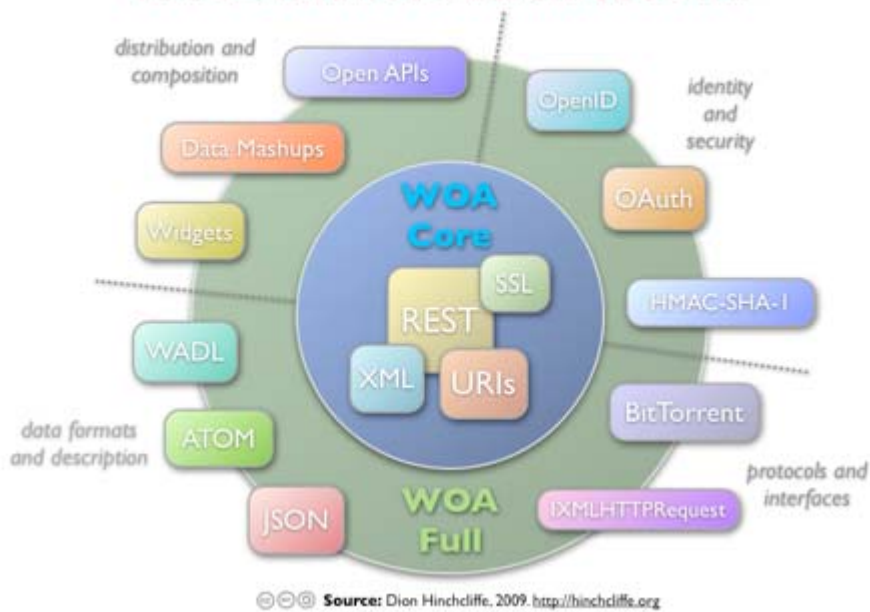 distribution and
composition
Open APIs
OpenID
identity
and
security
Data Mashups
WOA
Core
OAuth
Widgets
SSL
REST
HMAC-SHA-1
WADL
XML
URIs
BitTorrent
data formats
and description
ATOM
protocols and
interfaces
WOA
Full
JSON
IXMLHTTPRequest
Source: Dion Hinchcliffe, 2009. http://hinchcliffe.org